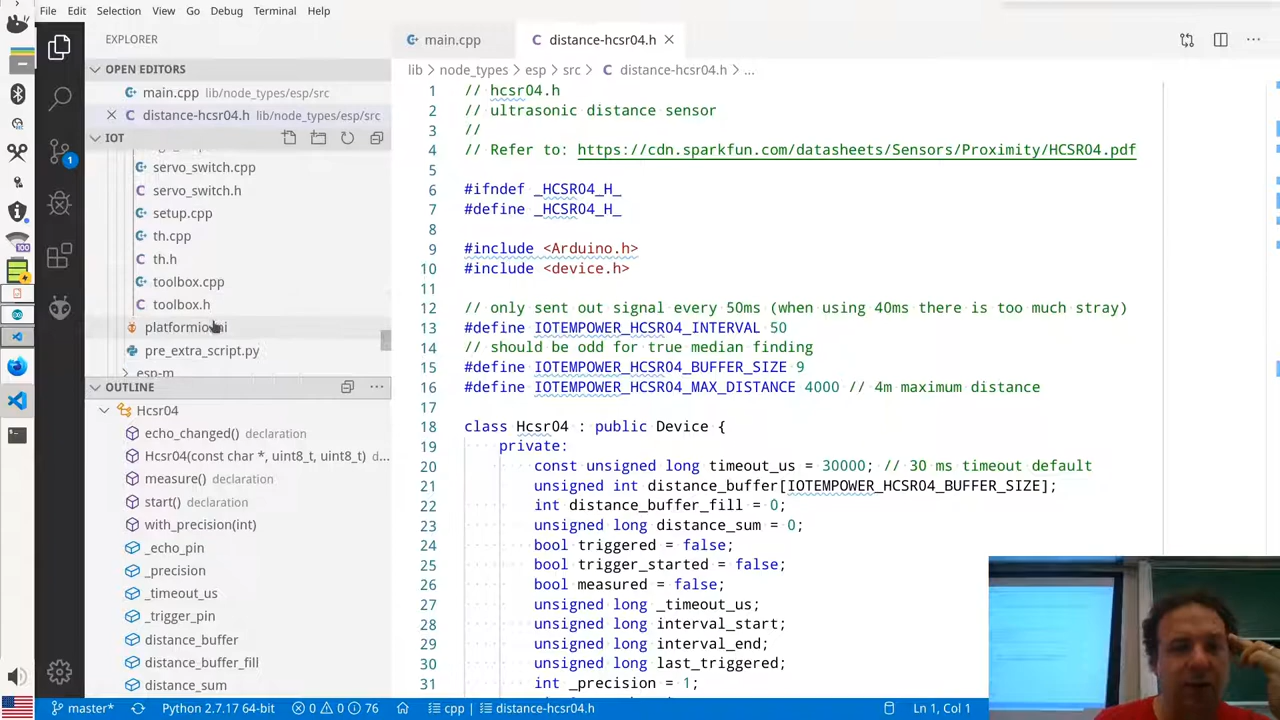 File Edit Selection View Go Debug Terminal Help
EXPLORER
OPEN EDITORS
main.cpp lib/node_types/esp/src
distance-hcsr04.h lib/node_types/esp/src
IOT
servo_switch.cpp
servo_switch.h
setup.cpp
th.cpp
th.h
toolbox.cpp
toolbox.h
platformio.ini
pre_extra_script.py
esp-m
OUTLINE
Hcsr04
echo_changed() declaration
Hcsr04(const char *, uint8_t, uint8_t) d...
measure() declaration
start() declaration
with_precision(int)
_echo_pin
_precision
_timeout_us
_trigger_pin
distance_buffer
distance_buffer_fill
distance_sum
main.cpp
distance-hcsr04.h
lib > node_types > esp > src > distance-hcsr04.h > ...
1 // hcsr04.h
2 // ultrasonic distance sensor
3 //
4 // Refer to: https://cdn.sparkfun.com/datasheets/Sensors/Proximity/HCSR04.pdf
5
6 #ifndef _HCSR04_H_
7 #define _HCSR04_H_
8
9 #include <Arduino.h>
10 #include <device.h>
11
12 // only sent out signal every 50ms (when using 40ms there is too much stray)
13 #define IOTEMPOWER_HCSR04_INTERVAL 50
14 // should be odd for true median finding
15 #define IOTEMPOWER_HCSR04_BUFFER_SIZE 9
16 #define IOTEMPOWER_HCSR04_MAX_DISTANCE 4000 // 4m maximum distance
17
18 class Hcsr04 : public Device {
19 private:
20 const unsigned long timeout_us = 30000; // 30 ms timeout default
21 unsigned int distance_buffer[IOTEMPOWER_HCSR04_BUFFER_SIZE];
22 int distance_buffer_fill = 0;
23 unsigned long distance_sum = 0;
24 bool triggered = false;
25 bool trigger_started = false;
26 bool measured = false;
27 unsigned long _timeout_us;
28 unsigned long interval_start;
29 unsigned long interval_end;
30 unsigned long last_triggered;
31 int _precision = 1;
1
100
master* Python 2.7.17 64-bit 0 0 76 cpp | distance-hcsr04.h Ln 1, Col 1